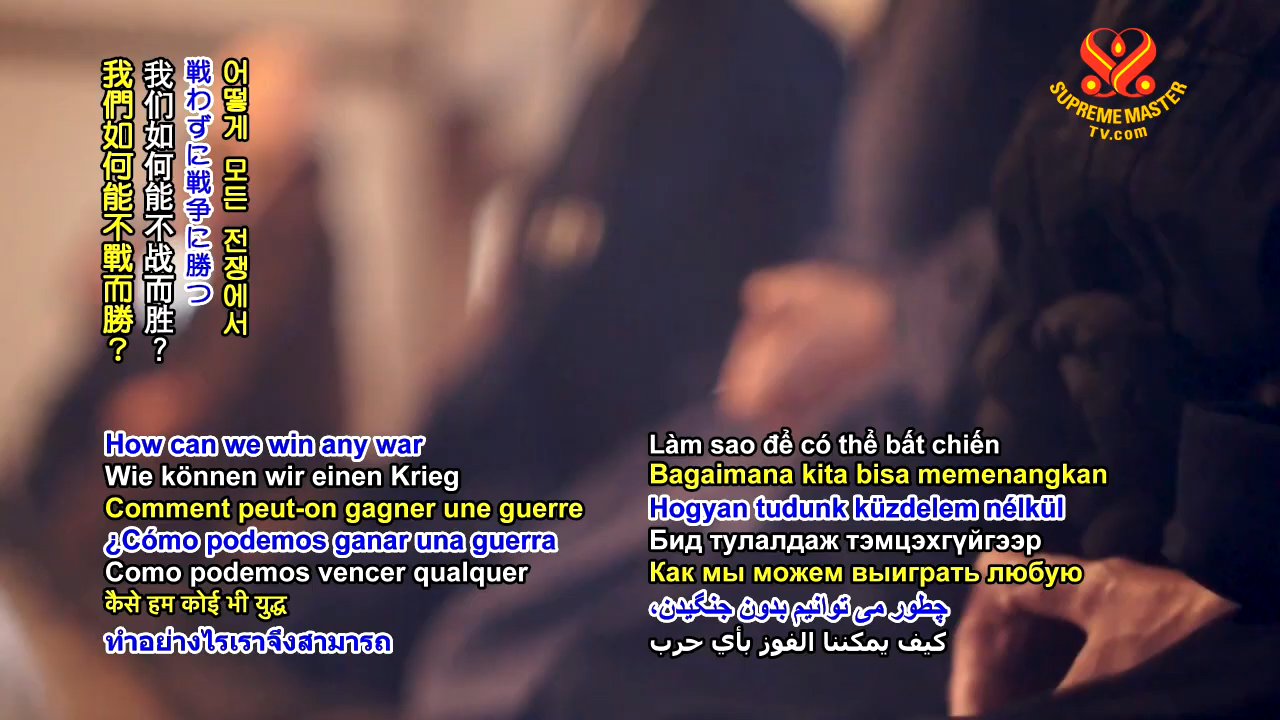 어떻게 모든 전쟁에서
戦わずに戦争に勝つ
我们如何能不战而胜？
我們如何能不戰而勝？
SUPREME MASTER
TV.com
How can we win any war
Wie können wir einen Krieg
Comment peut-on gagner une guerre
¿Cómo podemos ganar una guerra
Como podemos vencer qualquer
कैसे हम कोई भी युद्ध
ทำอย่างไรเราจึงสามารถ
Làm sao để có thể bất chiến
Bagaimana kita bisa memenangkan
Hogyan tudunk küzdelem nélkül
Бид тулалдаж тэмцэхгүйгээр
Как мы можем выиграть любую
چطور می توانیم بدون جنگیدن،
كيف يمكننا الفوز بأي حرب